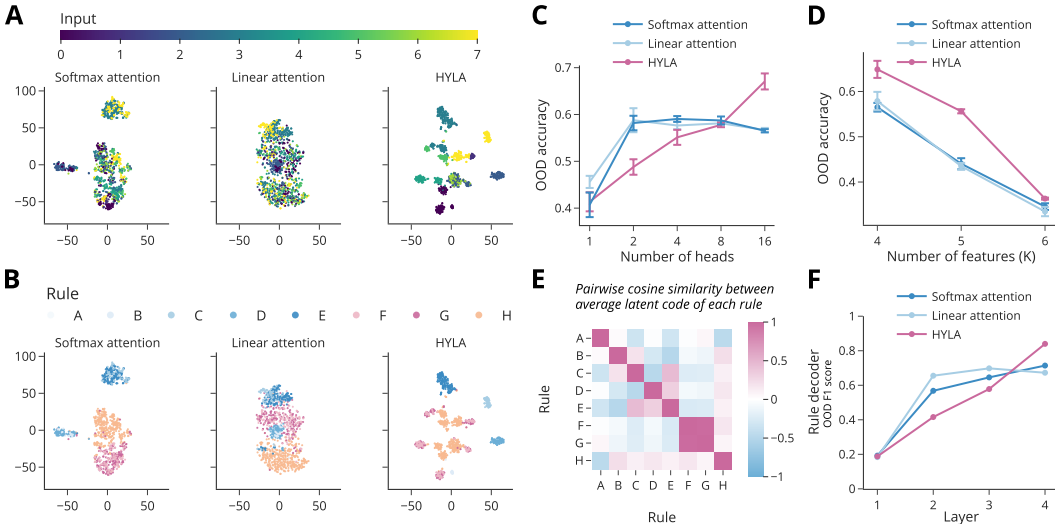 A
Input
0 1 2 3 4 5 6 7
Softmax attention
Linear attention
HYLA
100
50
0
−50
−50 0 50
−50 0 50
−50 0 50
B
Rule
A B C D E F G H
Softmax attention
Linear attention
HYLA
100
50
0
−50
−50 0 50
−50 0 50
−50 0 50
C
Softmax attention
Linear attention
HYLA
OOD accuracy
0.7
0.6
0.5
0.4
1 2 4 8 16
Number of heads
D
Softmax attention
Linear attention
HYLA
OOD accuracy
0.6
0.5
0.4
4 5 6
Number of features (K)
E
Pairwise cosine similarity between
average latent code of each rule
Rule
A
B
C
D
E
F
G
H
A B C D E F G H
Rule
1
0.5
0
−0.5
−1
F
Softmax attention
Linear attention
HYLA
Rule decoder
OOD F1 score
1
0.8
0.6
0.4
0.2
0
1 2 3 4
Layer